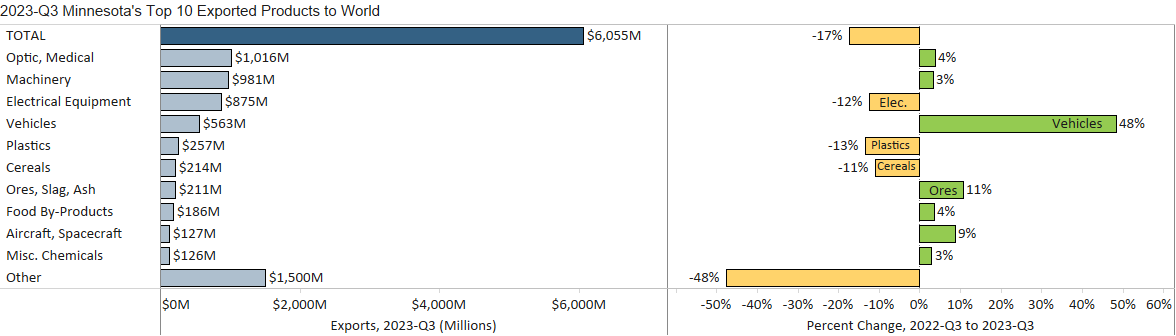 2023-Q3 Minnesota's Top 10 Exported Products to World
TOTAL $6,055M -17%
Optic, Medical $1,016M 4%
Machinery $981M 3%
Electrical Equipment $875M -12% Elec.
Vehicles $563M Vehicles 48%
Plastics $257M -13% Plastics
Cereals $214M -11% Cereals
Ores, Slag, Ash $211M Ores 11%
Food By-Products $186M 4%
Aircraft, Spacecraft $127M 9%
Misc. Chemicals $126M 3%
Other $1,500M -48%
$0M $2,000M $4,000M $6,000M -50% -40% -30% -20% -10% 0% 10% 20% 30% 40% 50% 60%
Exports, 2023-Q3 (Millions) Percent Change, 2022-Q3 to 2023-Q3